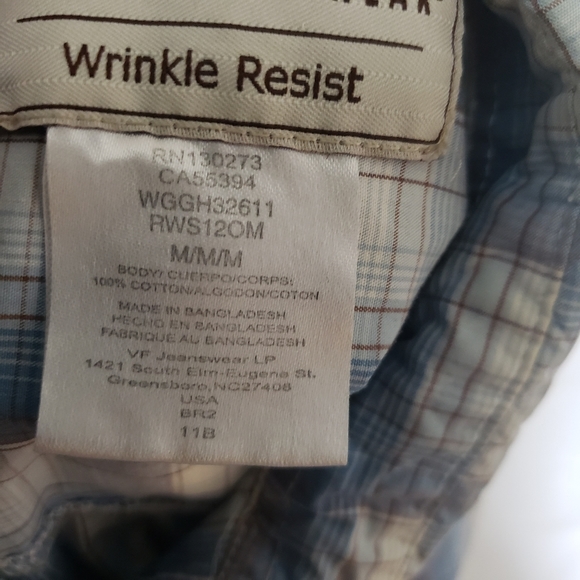 Wrinkle Resist
RN130273
CA55394
WGGH32611
RWS12OM
M/M/M
BODY/ CUERPO/CORPS:
100% COTTON/ALGODON/COTON
MADE IN BANGLADESH
HECHO EN BANGLADESH
FABRIQUE AU BANGLADESH
VF Jeanswear LP
1421 South Elm-Eugene St.
Greensboro,NC27406
USA
BR2
11B